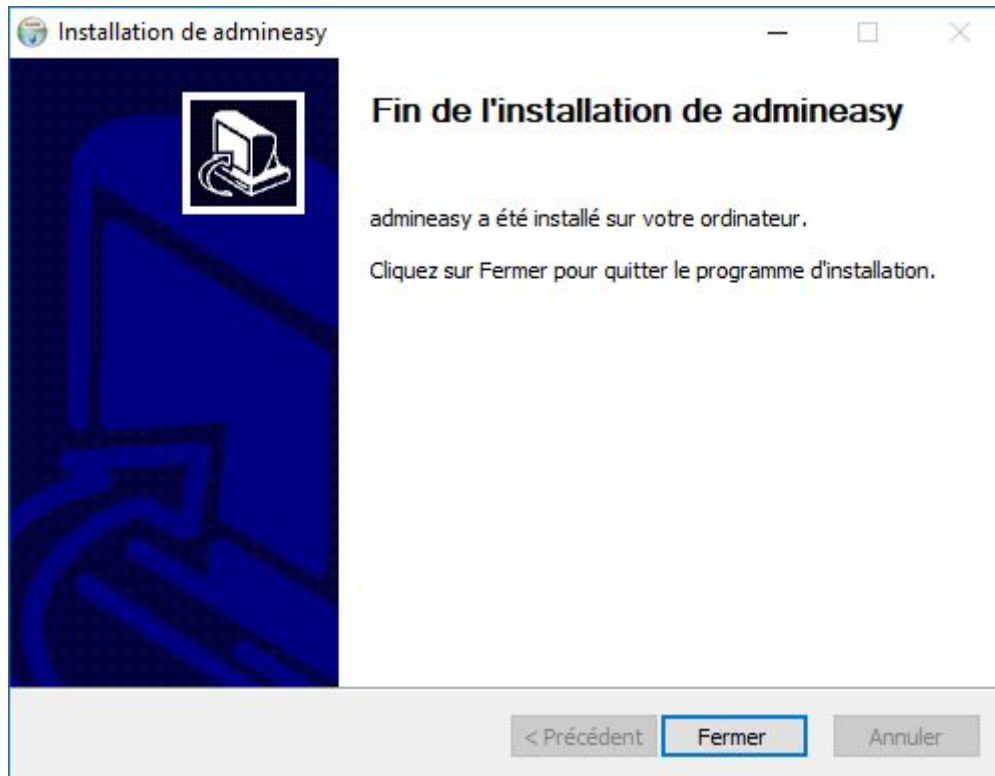 Installation de admineasy
Fin de l'installation de admineasy
admineasy a été installé sur votre ordinateur.
Cliquez sur Fermer pour quitter le programme d'installation.
< Précédent Fermer Annuler